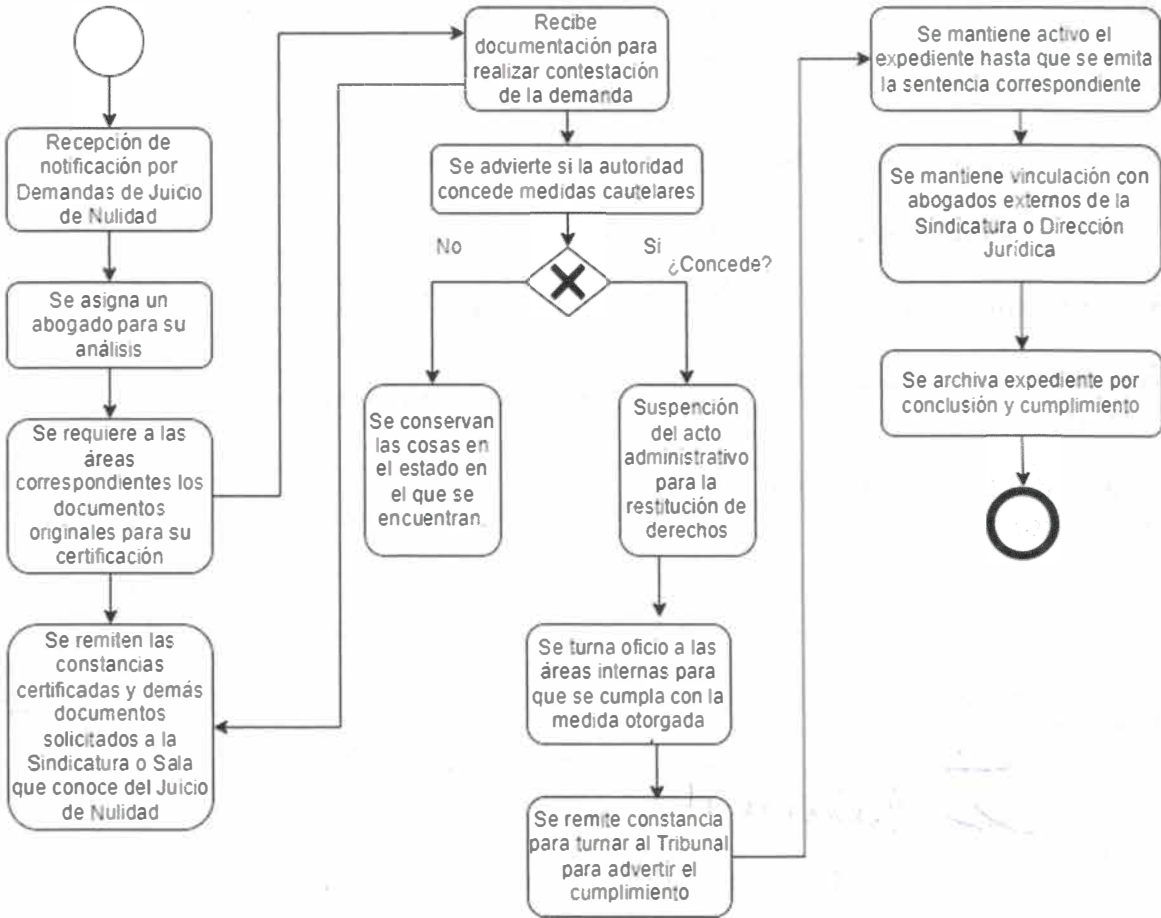 Recepción de
notificación por
Demandas de Juicio
de Nulidad
Se asigna un
abogado para su
análisis
Se requiere a las
áreas
correspondientes los
documentos
originales para su
certificación
Se remiten las
constancias
certificadas y demás
documentos
solicitados a la
Sindicatura o Sala
que conoce del Juicio
de Nulidad
Recibe
documentación para
realizar contestación
de la demanda
Se advierte si la autoridad
concede medidas cautelares
No
Si
¿Concede?
Se conservan
las cosas en
el estado en
el que se
encuentran
Suspención
del acto
administrativo
para la
restitución de
derechos
Se turna oficio a las
áreas internas para
que se cumpla con la
medida otorgada
Se remite constancia
para turnar al Tribunal
para advertir el
cumplimiento
Se mantiene activo el
expediente hasta que se emita
la sentencia correspondiente
Se mantiene vinculación con
abogados externos de la
Sindicatura o Dirección
Jurídica
Se archiva expediente por
conclusión y cumplimiento